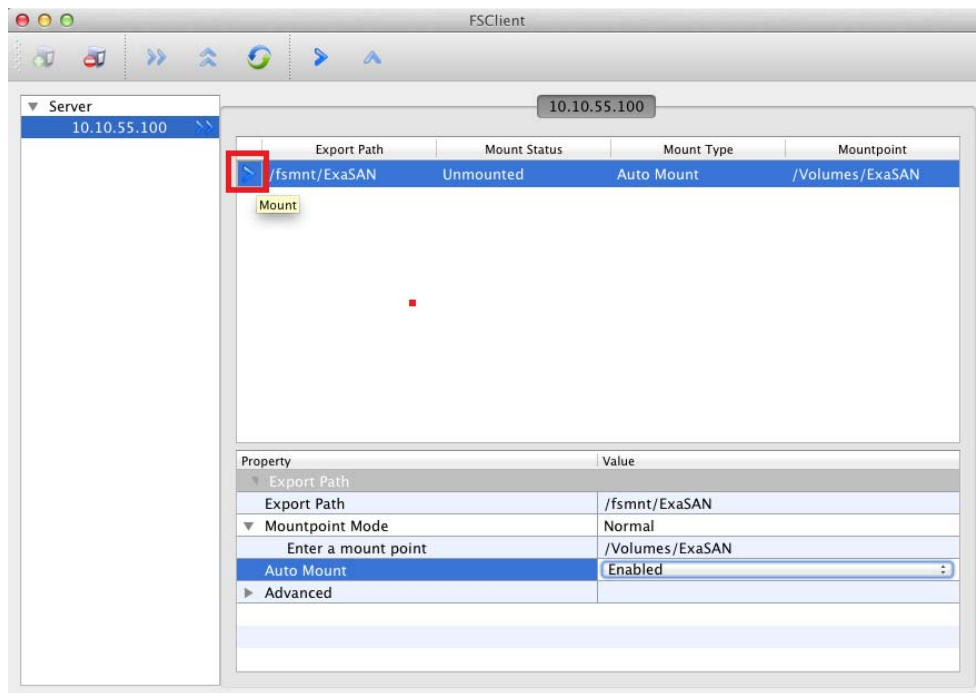 FSClient
Server
10.10.55.100
10.10.55.100
Export Path Mount Status Mount Type Mountpoint
/fsmnt/ExaSAN Unmounted Auto Mount /Volumes/ExaSAN
Mount
Property Value
Export Path
Export Path /fsmnt/ExaSAN
Mountpoint Mode Normal
Enter a mount point /Volumes/ExaSAN
Auto Mount Enabled
Advanced